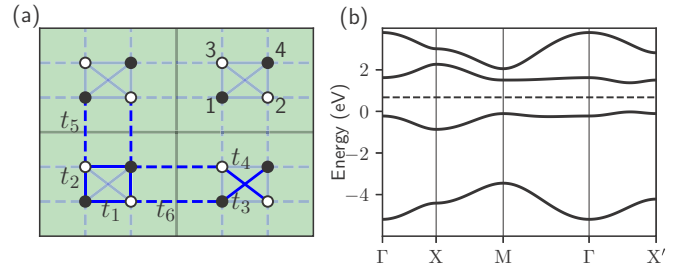 (a)
3 4
1 2
t₅
t₂
t₄
t₁ t₆ t₃
(b)
Energy (eV)
2
0
−2
−4
Γ X M Γ X′